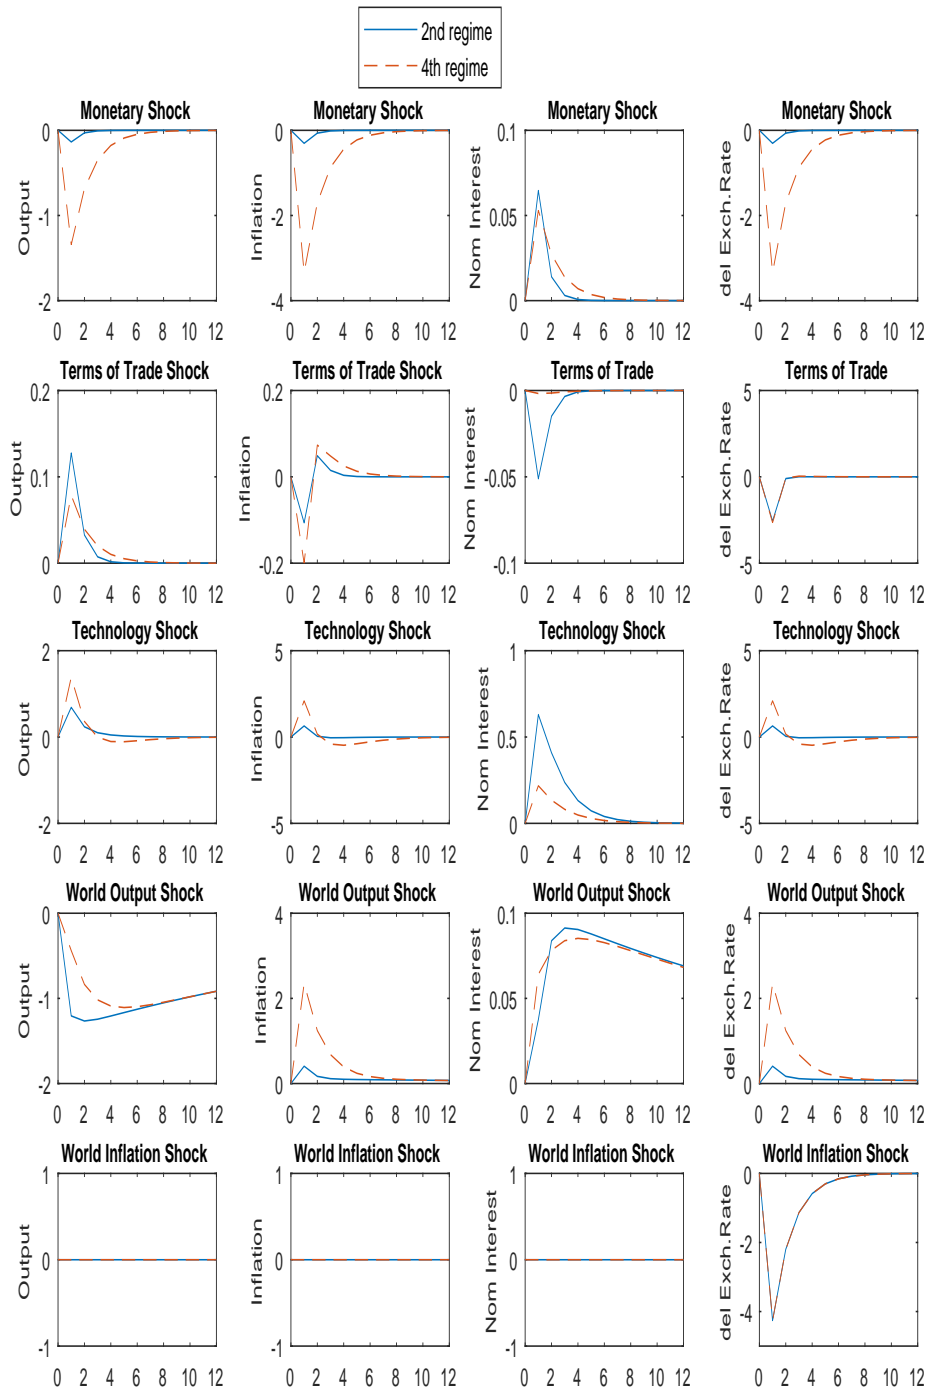 2nd regime
4th regime
Monetary Shock Monetary Shock Monetary Shock Monetary Shock
Output
0
-1
-2
0 2 4 6 8 10 12
Inflation
0
-2
-4
0 2 4 6 8 10 12
Nom Interest
0.1
0.05
0
0 2 4 6 8 10 12
del Exch.Rate
0
-2
-4
0 2 4 6 8 10 12
Terms of Trade Shock Terms of Trade Shock Terms of Trade Terms of Trade
Output
0.2
0.1
0
0 2 4 6 8 10 12
Inflation
0.2
0
-0.2
0 2 4 6 8 10 12
Nom Interest
0
-0.05
-0.1
0 2 4 6 8 10 12
del Exch.Rate
5
0
-5
0 2 4 6 8 10 12
Technology Shock Technology Shock Technology Shock Technology Shock
Output
2
0
-2
0 2 4 6 8 10 12
Inflation
5
0
-5
0 2 4 6 8 10 12
Nom Interest
1
0.5
0
0 2 4 6 8 10 12
del Exch.Rate
5
0
-5
0 2 4 6 8 10 12
World Output Shock World Output Shock World Output Shock World Output Shock
Output
0
-1
-2
0 2 4 6 8 10 12
Inflation
4
2
0
0 2 4 6 8 10 12
Nom Interest
0.1
0.05
0
0 2 4 6 8 10 12
del Exch.Rate
4
2
0
0 2 4 6 8 10 12
World Inflation Shock World Inflation Shock World Inflation Shock World Inflation Shock
Output
1
0
-1
0 2 4 6 8 10 12
Inflation
1
0
-1
0 2 4 6 8 10 12
Nom Interest
1
0
-1
0 2 4 6 8 10 12
del Exch.Rate
0
-2
-4
0 2 4 6 8 10 12